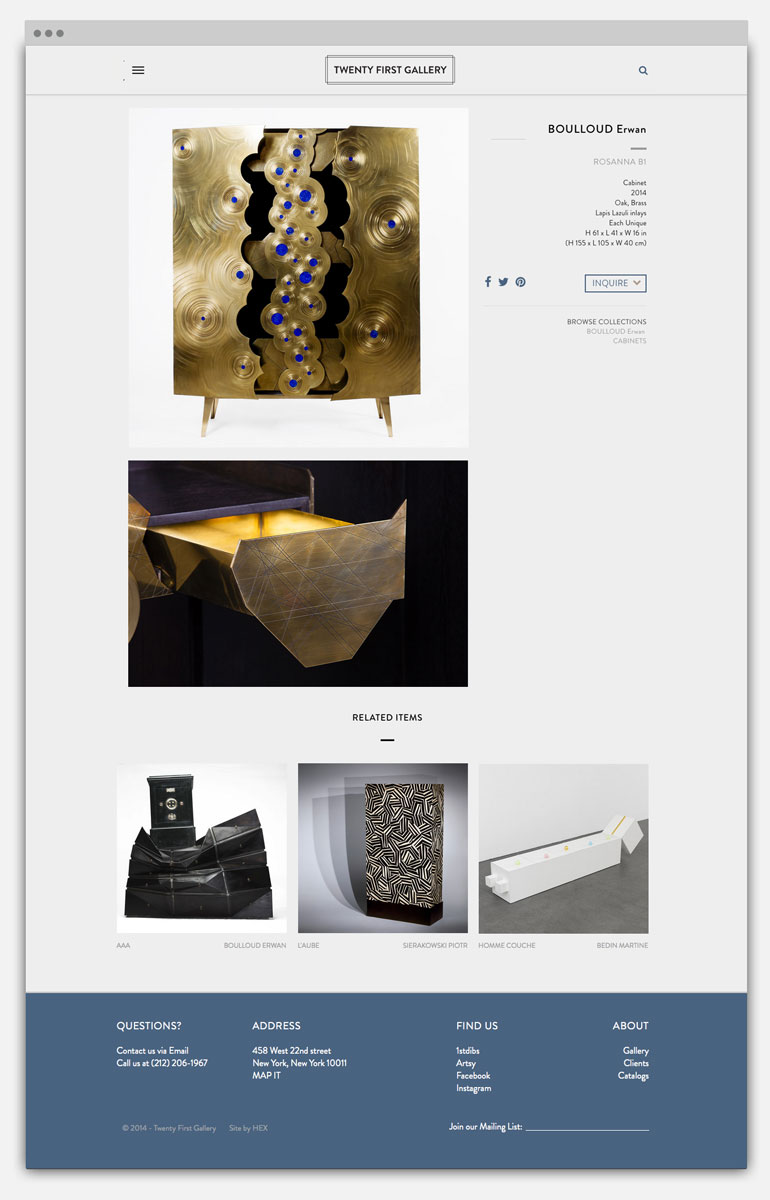 TWENTY FIRST GALLERY
BOULLOUD Erwan
ROSANNA B1
Cabinet
2014
Oak, Brass
Lapis Lazuli inlays
Each Unique
H 61 x L 41 x W 16 in
(H 155 x L 105 x W 40 cm)
INQUIRE
BROWSE COLLECTIONS
BOULLOUD Erwan
CABINETS
RELATED ITEMS
AAA BOULLOUD ERWAN
L'AUBE SIERAKOWSKI PIOTR
HOMME COUCHE BEDIN MARTINE
QUESTIONS?
Contact us via Email
Call us at (212) 206-1967
ADDRESS
458 West 22nd street
New York, New York 10011
MAP IT
FIND US
1stdibs
Artsy
Facebook
Instagram
ABOUT
Gallery
Clients
Catalogs
© 2014 - Twenty First Gallery Site by HEX
Join our Mailing List: